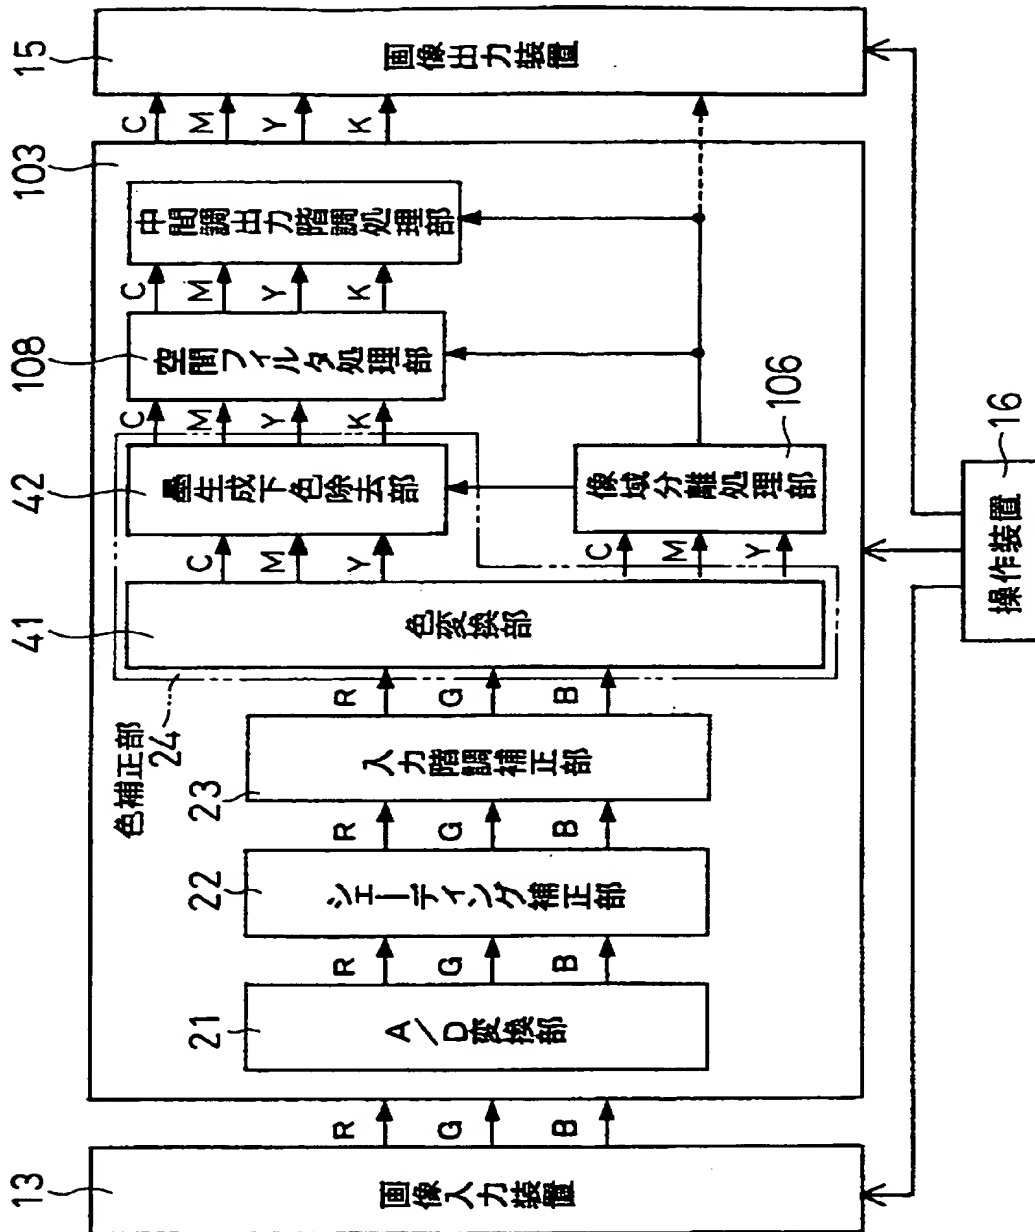 13
画像入力装置
R
G
B
103
21
A/D変換部
R
G
B
22
シェーディング補正部
R
G
B
23
入力階調補正部
R
G
B
色補正部
24
41
色変換部
C
M
Y
C
M
Y
42
墨生成下色除去部
像域分離処理部
106
C
M
Y
K
108
空間フィルタ処理部
C
M
Y
K
中間調出力階調処理部
C
M
Y
K
15
画像出力装置
操作装置
16